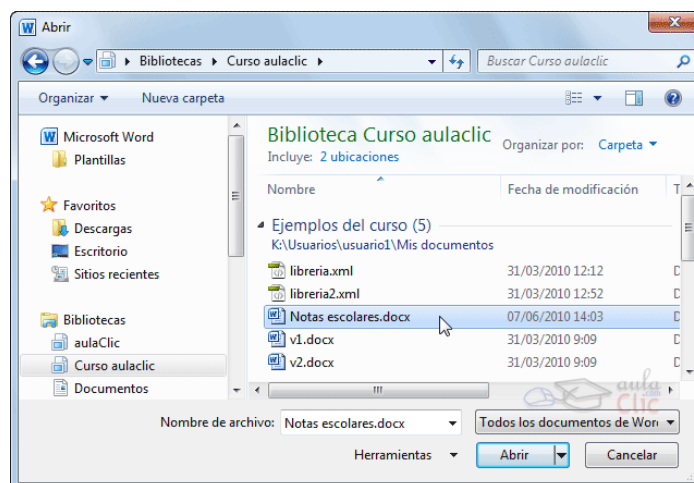 Abrir
Bibliotecas Curso aulaclic
Buscar Curso aulaclic
Organizar Nueva carpeta
Microsoft Word
Plantillas
Favoritos
Descargas
Escritorio
Sitios recientes
Bibliotecas
aulaClic
Curso aulaclic
Documentos
Biblioteca Curso aulaclic
Incluye: 2 ubicaciones
Organizar por: Carpeta
Nombre Fecha de modificación T
Ejemplos del curso (5)
K:\Usuarios\usuario1\Mis documentos
libreria.xml 31/03/2010 12:12 D
libreria2.xml 31/03/2010 12:52 D
Notas escolares.docx 07/06/2010 14:03 D
v1.docx 31/03/2010 9:09 D
v2.docx 31/03/2010 9:09 D
aula
.com
Clic
Nombre de archivo: Notas escolares.docx Todos los documentos de Wor
Herramientas Abrir Cancelar